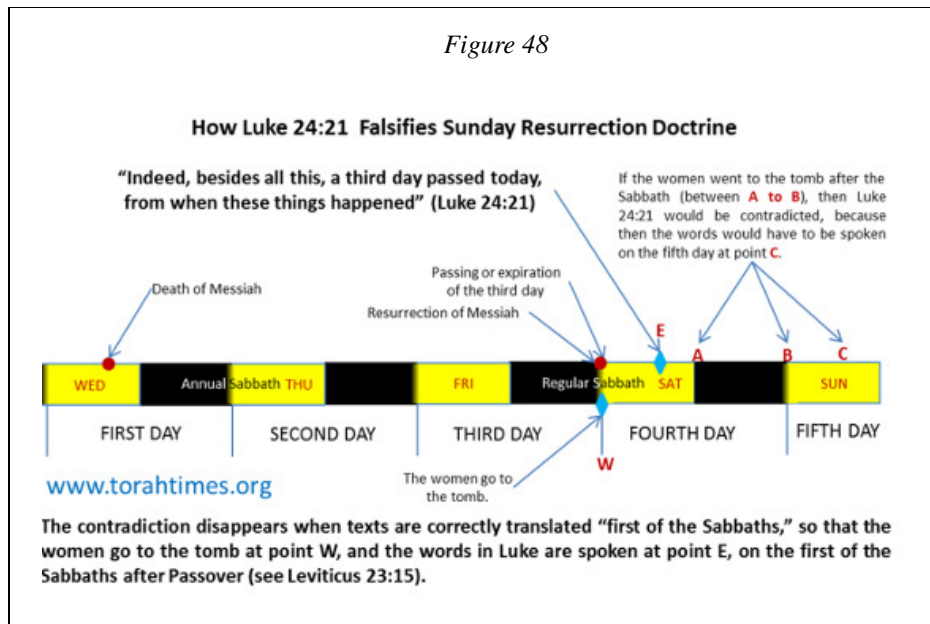 Figure 48
How Luke 24:21 Falsifies Sunday Resurrection Doctrine
“Indeed, besides all this, a third day passed today,
from when these things happened” (Luke 24:21)
If the women went to the tomb after the
Sabbath (between A to B), then Luke
24:21 would be contradicted, because
then the words would have to be spoken
on the fifth day at point C.
Death of Messiah
Passing or expiration
of the third day
Resurrection of Messiah
E
A
B
C
WED
Annual Sabbath THU
FRI
Regular Sabbath SAT
SUN
FIRST DAY
SECOND DAY
THIRD DAY
FOURTH DAY
FIFTH DAY
W
www.torahtimes.org
The women go to
the tomb.
The contradiction disappears when texts are correctly translated “first of the Sabbaths,” so that the
women go to the tomb at point W, and the words in Luke are spoken at point E, on the first of the
Sabbaths after Passover (see Leviticus 23:15).